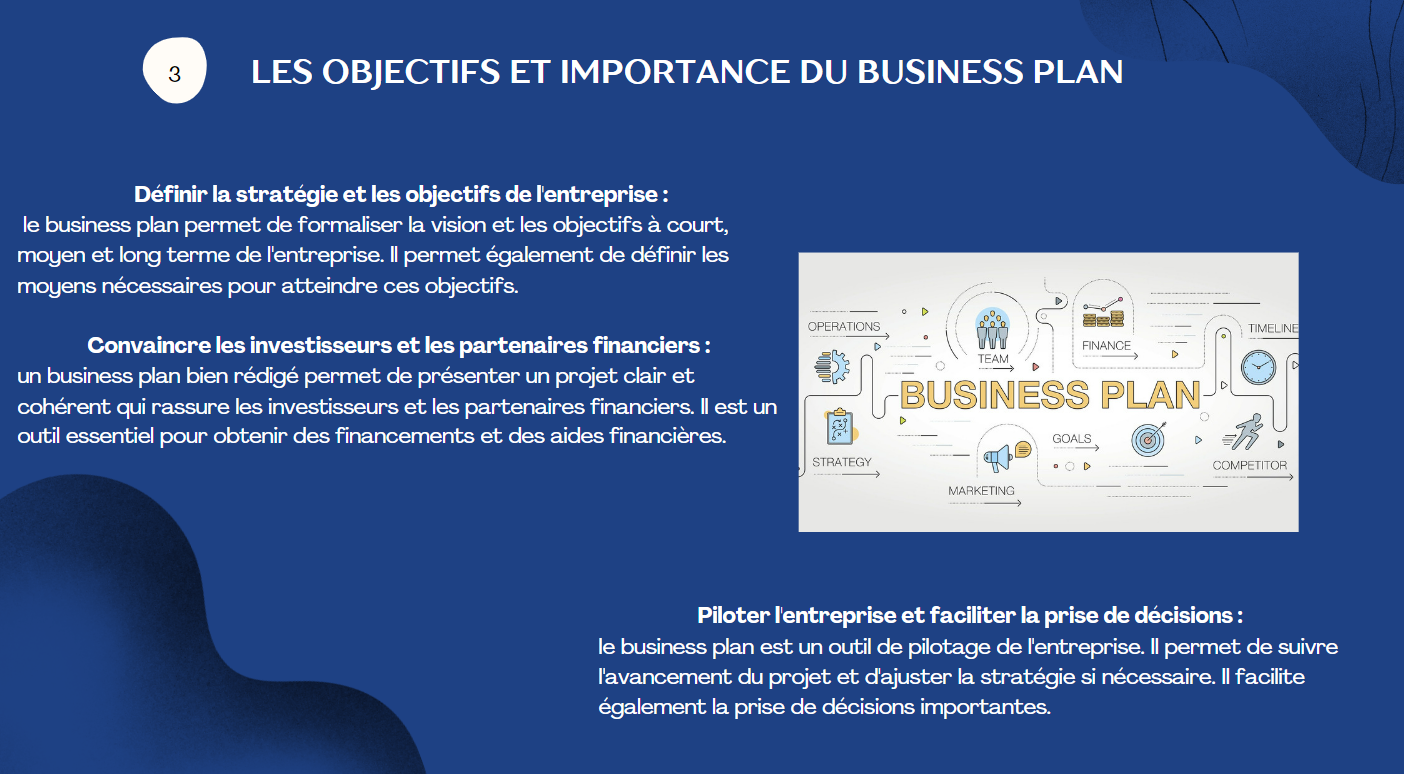 3
LES OBJECTIFS ET IMPORTANCE DU BUSINESS PLAN
Définir la stratégie et les objectifs de l'entreprise :
le business plan permet de formaliser la vision et les objectifs à court,
moyen et long terme de l'entreprise. Il permet également de définir les
moyens nécessaires pour atteindre ces objectifs.
Convaincre les investisseurs et les partenaires financiers :
un business plan bien rédigé permet de présenter un projet clair et
cohérent qui rassure les investisseurs et les partenaires financiers. Il est un
outil essentiel pour obtenir des financements et des aides financières.
OPERATIONS
TEAM
FINANCE
TIMELINE
BUSINESS PLAN
STRATEGY
MARKETING
GOALS
COMPETITOR
Piloter l'entreprise et faciliter la prise de décisions :
le business plan est un outil de pilotage de l'entreprise. Il permet de suivre
l'avancement du projet et d'ajuster la stratégie si nécessaire. Il facilite
également la prise de décisions importantes.